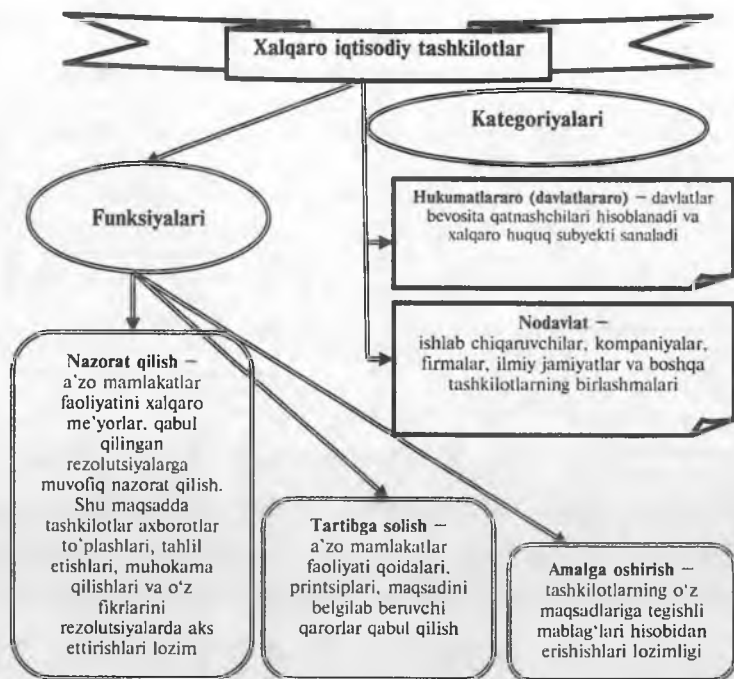 Xalqaro iqtisodiy tashkilotlar
Kategoriyalari
Hukumatlararo (davlatlararo) — davlatlar
bevosita qatnashchilari hisoblanadi va
xalqaro huquq subyekti sanaladi
Nodavlat —
ishlab chiqaruvchilar, kompaniyalar,
firmalar, ilmiy jamiyatlar va boshqa
tashkilotlarning birlashmalari
Funksiyalari
Nazorat qilish —
a'zo mamlakatlar
faoliyatini xalqaro
me'yorlar, qabul
qilingan
rezolutsiyalarga
muvofiq nazorat qilish.
Shu maqsadda
tashkilotlar axborotlar
to'plashlari, tahlil
etishlari, muhokama
qilishlari va o'z
fikrlarini
rezolutsiyalarda aks
ettirishlari lozim
Tartibga solish —
a'zo mamlakatlar
faoliyati qoidalari,
printsiplari, maqsadini
belgilab beruvchi
qarorlar qabul qilish
Amalga oshirish —
tashkilotlarning o'z
maqsadlariga tegishli
mablag'lari hisobidan
erishishlari lozimligi